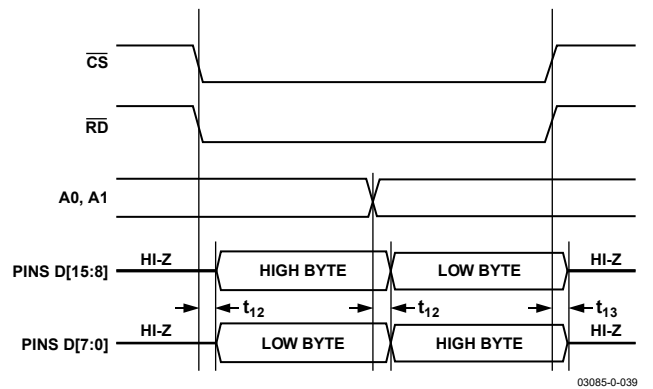 CS
RD
A0, A1
PINS D[15:8] HI-Z HIGH BYTE LOW BYTE HI-Z
t12 t12 t13
PINS D[7:0] HI-Z LOW BYTE HIGH BYTE HI-Z
03085-0-039